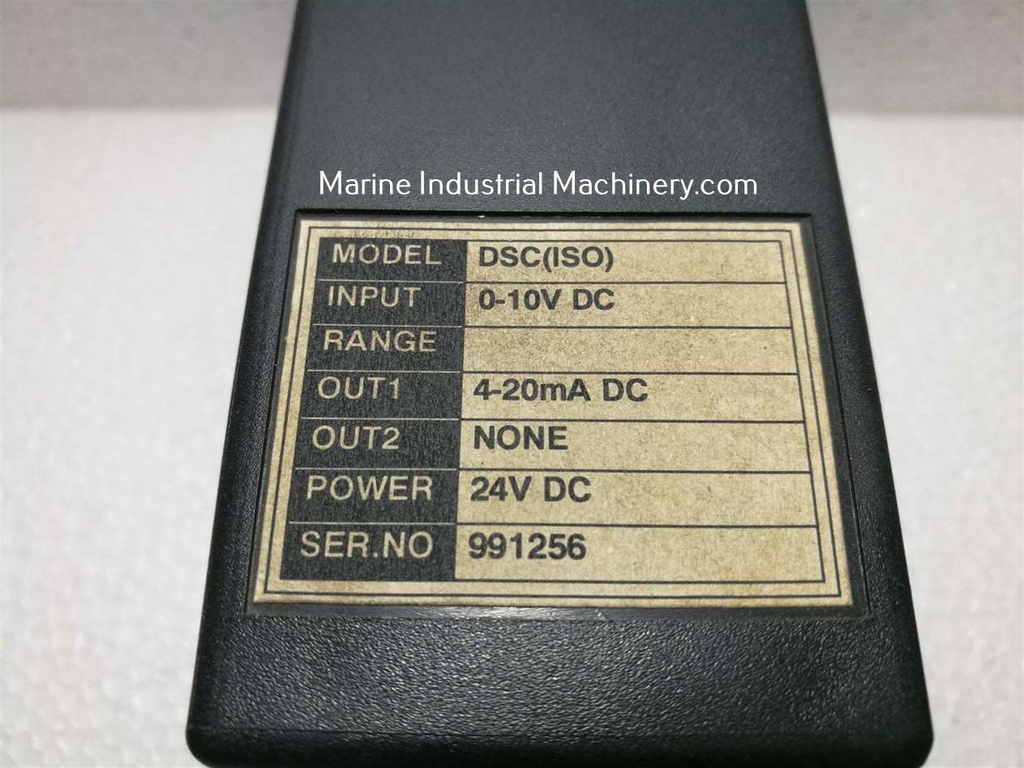 Marine Industrial Machinery.com
MODEL DSC(ISO)
INPUT 0-10V DC
RANGE
OUT1 4-20mA DC
OUT2 NONE
POWER 24V DC
SER.NO 991256